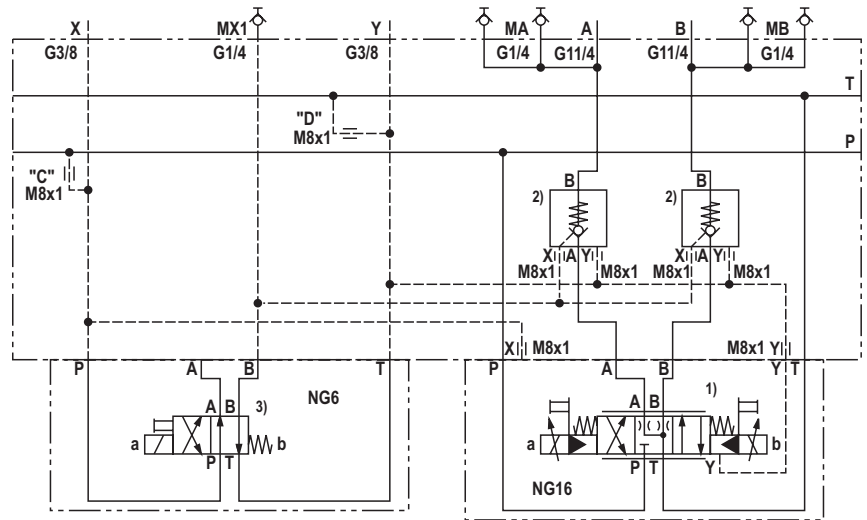 X MX1 Y MA A B MB
G3/8 G1/4 G3/8 G1/4 G11/4 G11/4 G1/4
T
"D"
M8x1
P
"C"
M8x1
B B
2) 2)
X A Y X A Y
M8x1 M8x1 M8x1 M8x1
X M8x1 M8x1 Y
P A B T P A B Y T
NG6 1)
A B 3) A B
a b a b
P T P T Y
NG16